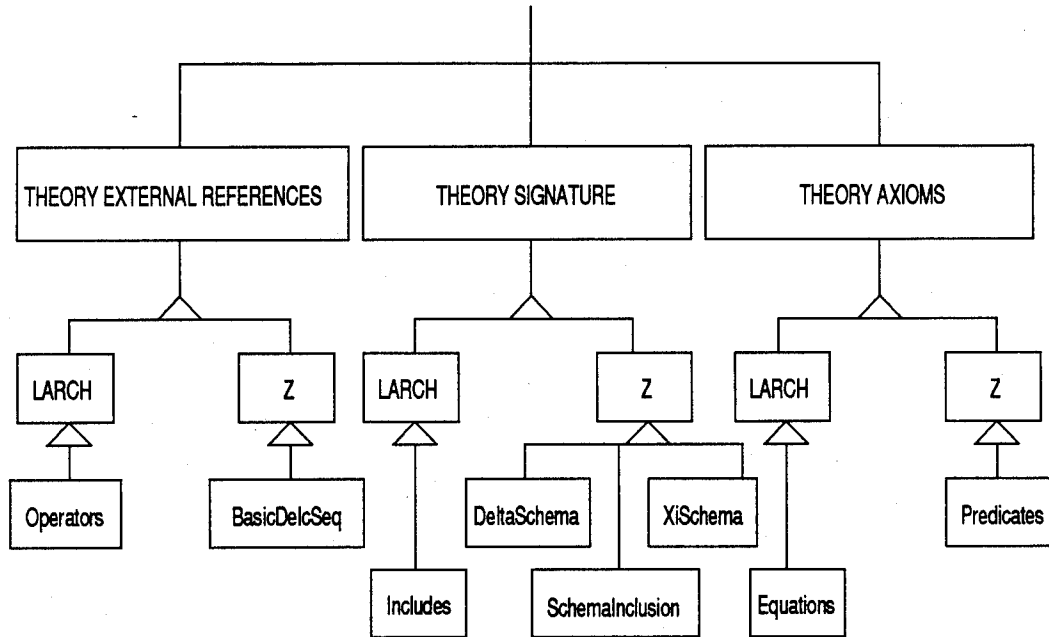 THEORY EXTERNAL REFERENCES
THEORY SIGNATURE
THEORY AXIOMS
LARCH
Z
LARCH
Z
LARCH
Z
Operators
BasicDelcSeq
DeltaSchema
XiSchema
Predicates
Includes
SchemaInclusion
Equations